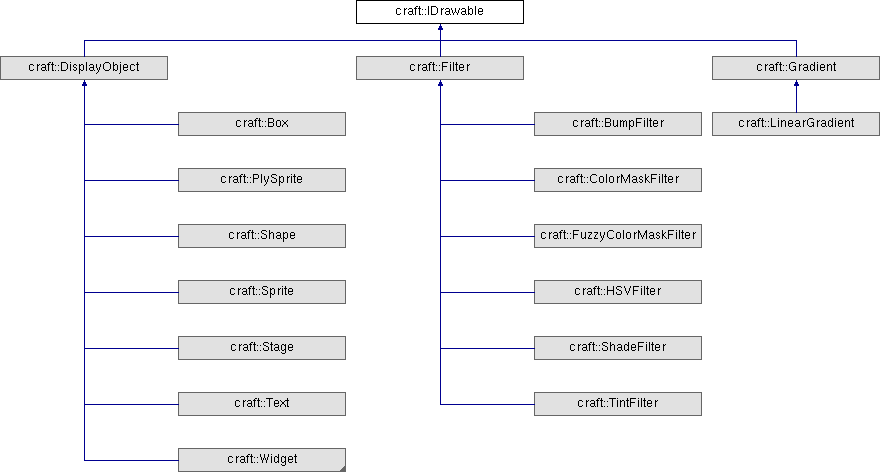 craft::IDrawable
craft::DisplayObject
craft::Filter
craft::Gradient
craft::Box
craft::BumpFilter
craft::LinearGradient
craft::PlySprite
craft::ColorMaskFilter
craft::Shape
craft::FuzzyColorMaskFilter
craft::Sprite
craft::HSVFilter
craft::Stage
craft::ShadeFilter
craft::Text
craft::TintFilter
craft::Widget